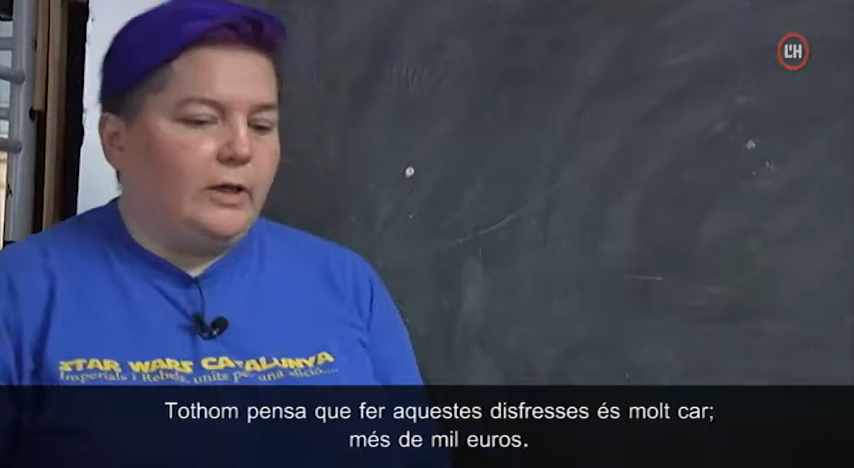 L'H
STAR WARS CATALUNYA
Imperials i Rebels, units per una afició....
Tothom pensa que fer aquestes disfresses és molt car;
més de mil euros.